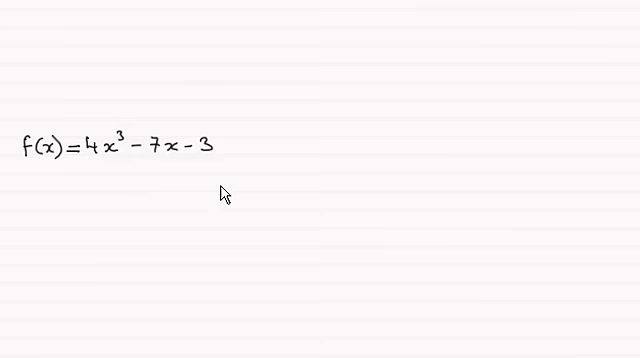 f(x) = 4x³ - 7x - 3